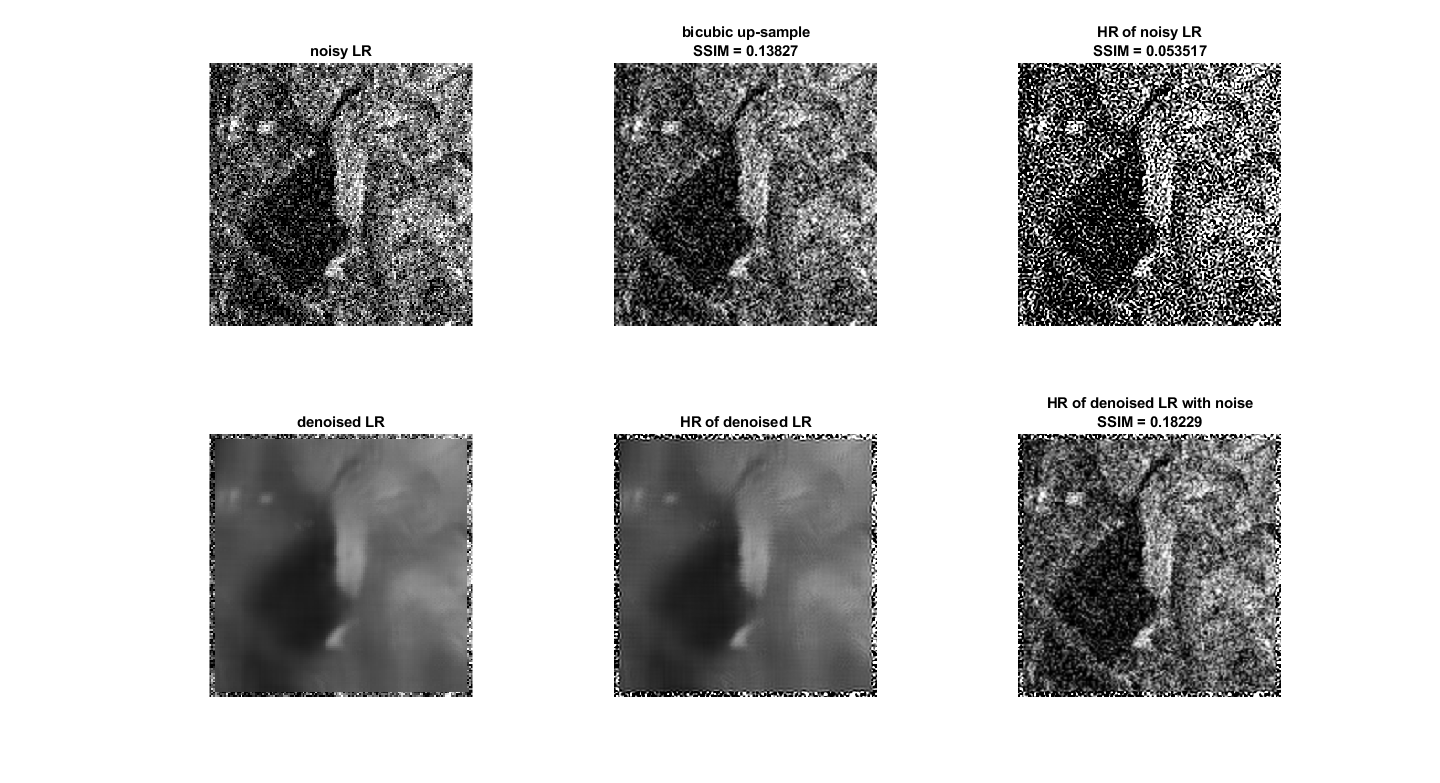 noisy LR
bicubic up-sample
SSIM = 0.13827
HR of noisy LR
SSIM = 0.053517
denoised LR
HR of denoised LR
HR of denoised LR with noise
SSIM = 0.18229